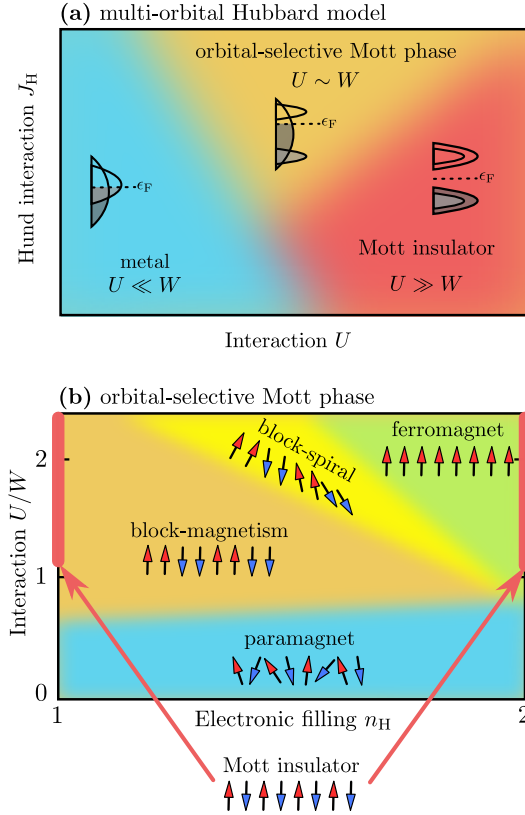 (a) multi-orbital Hubbard model
orbital-selective Mott phase
U ∼ W
ϵF
ϵF
ϵF
metal
U ≪ W
Mott insulator
U ≫ W
Hund interaction JH
Interaction U
(b) orbital-selective Mott phase
block-spiral
ferromagnet
block-magnetism
paramagnet
Interaction U/W
2
1
0
1
2
Electronic filling nH
Mott insulator